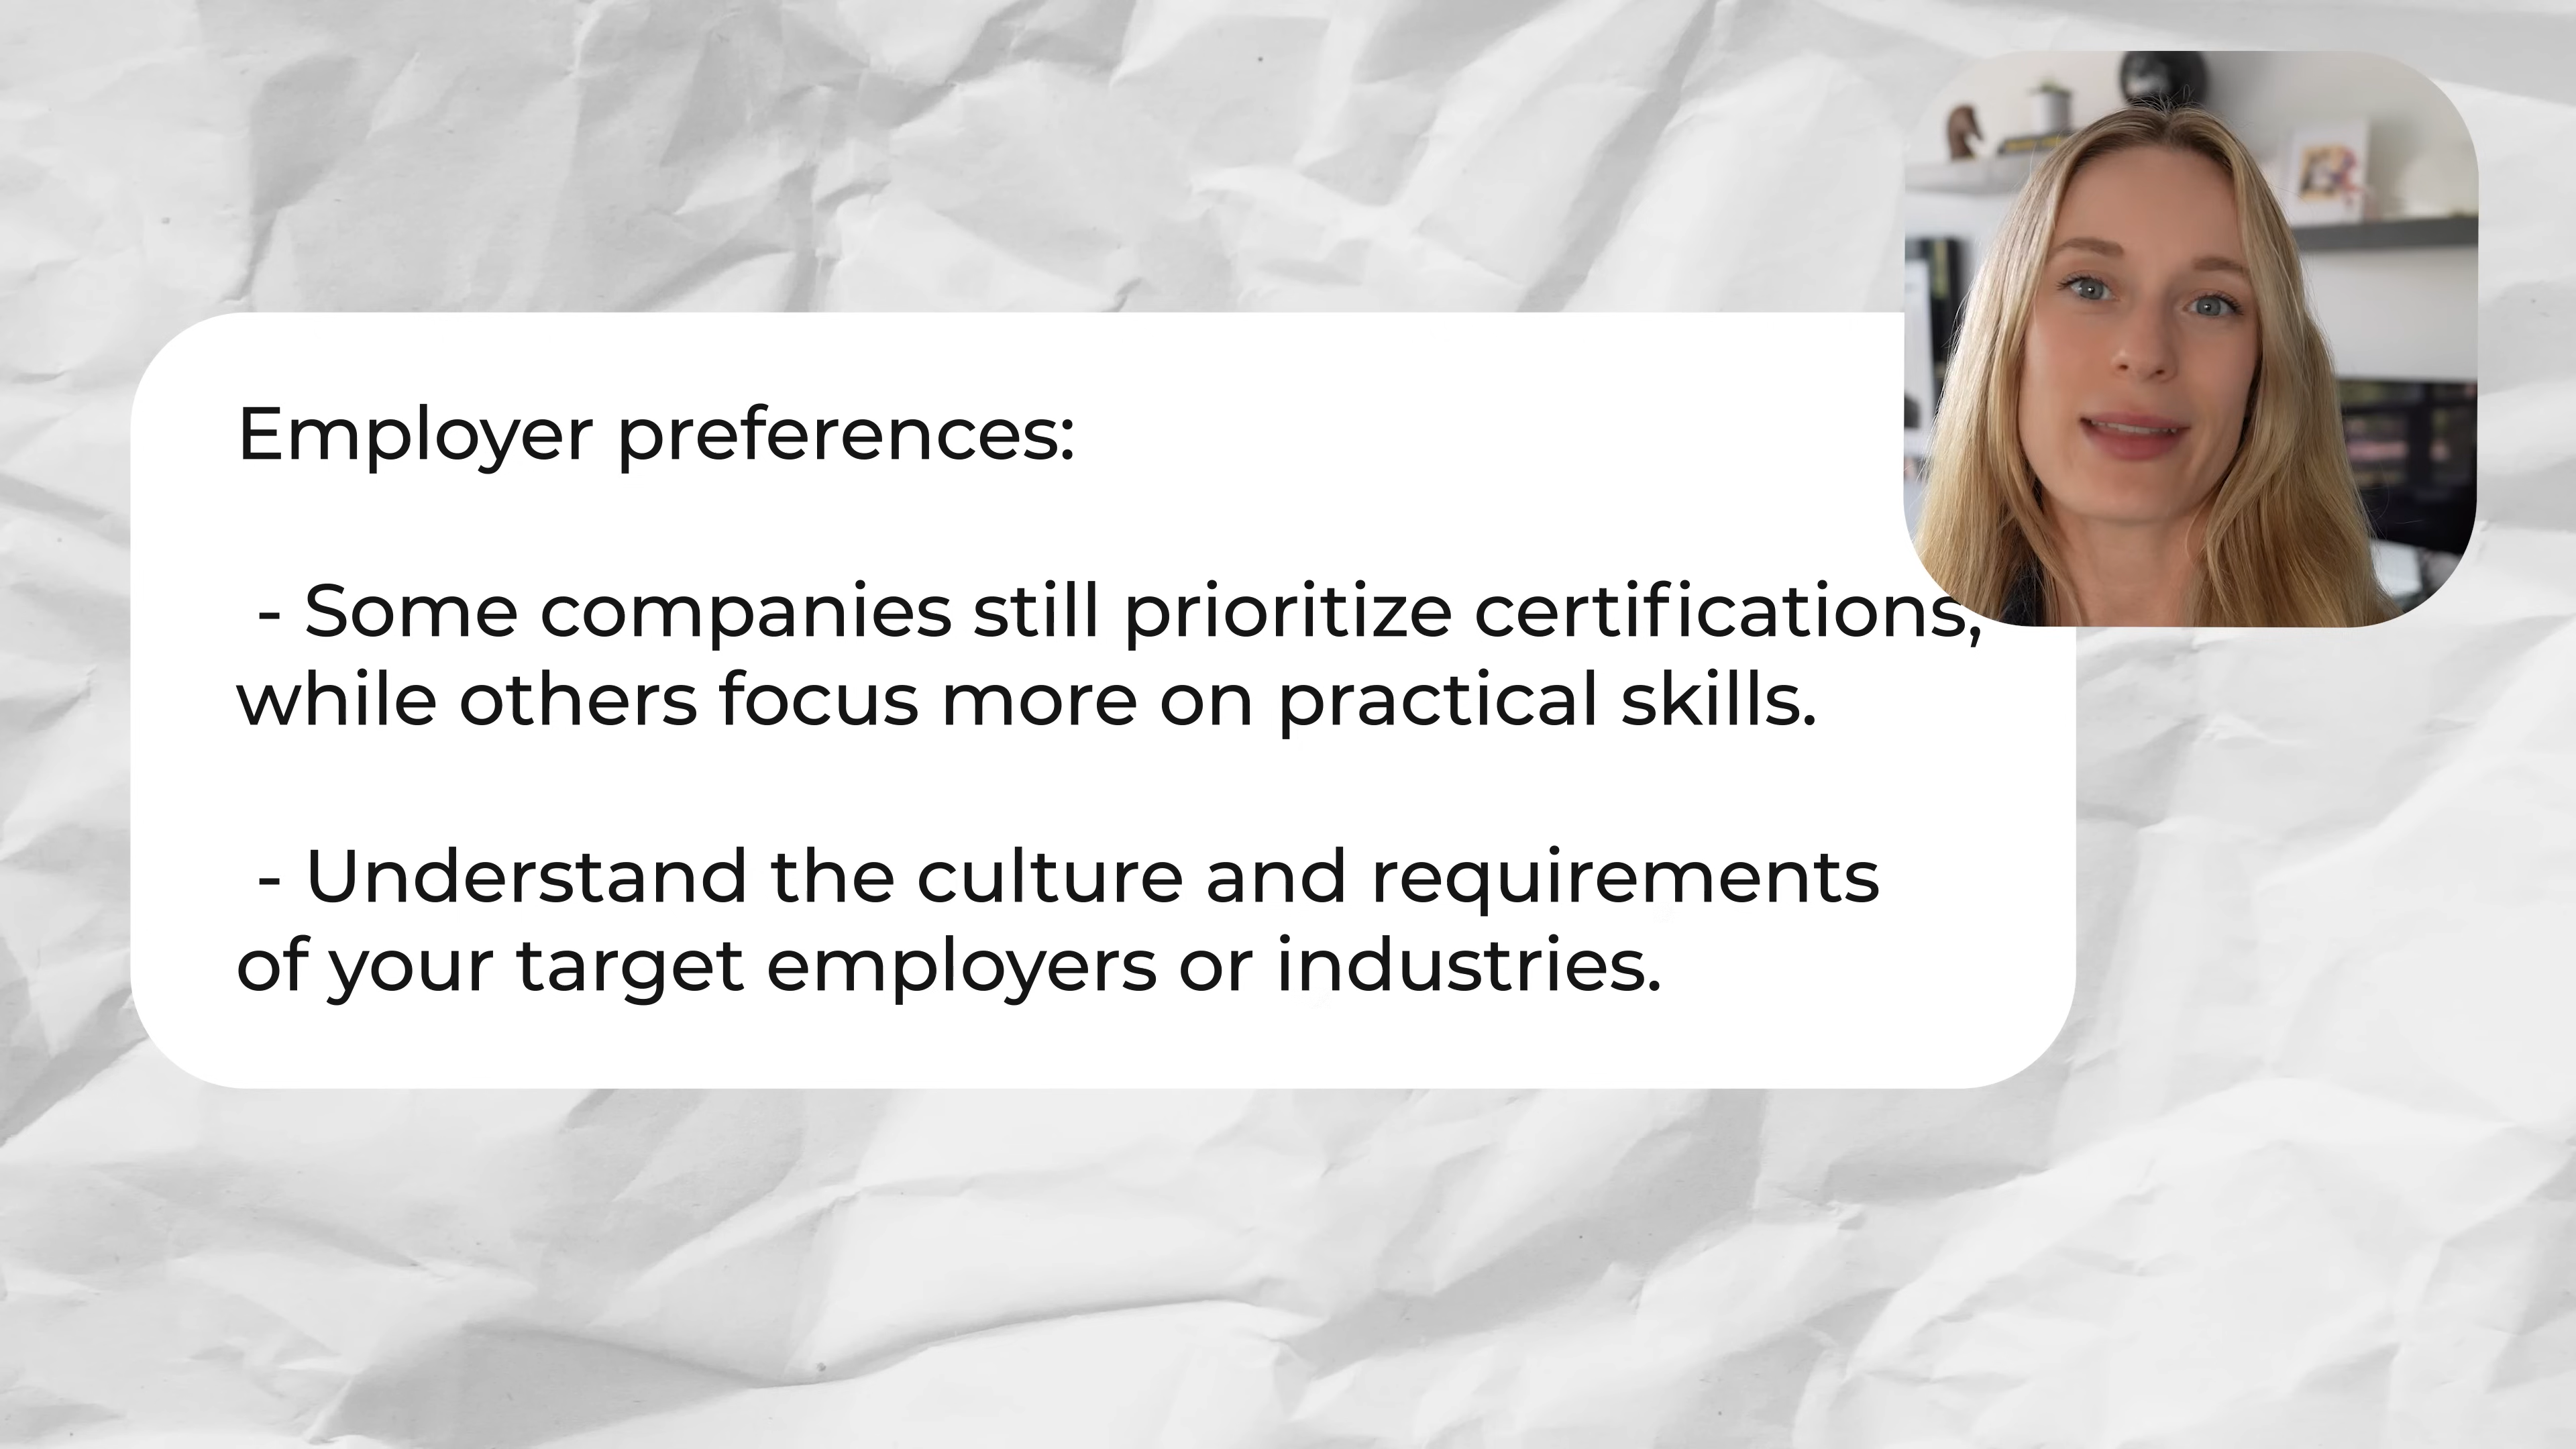 Employer preferences:
- Some companies still prioritize certifications,
while others focus more on practical skills.
- Understand the culture and requirements
of your target employers or industries.